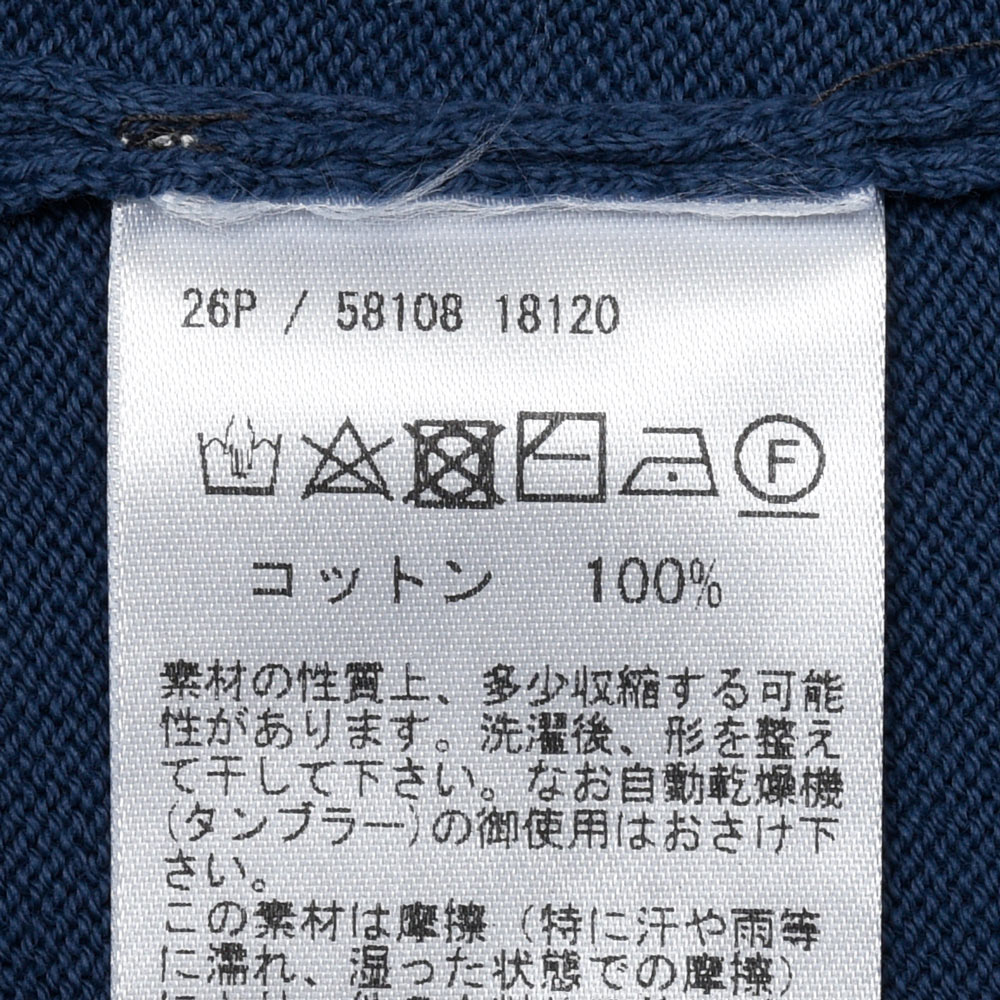 26P / 58108 18120
F
コットン 100%
素材の性質上、多少収縮する可能
性があります。洗濯後、形を整え
て干して下さい。なお自動乾燥機
(タンブラー)の御使用はおさけ下
さい。
この素材は摩擦（特に汗や雨等
に濡れ、湿った状態での摩擦）